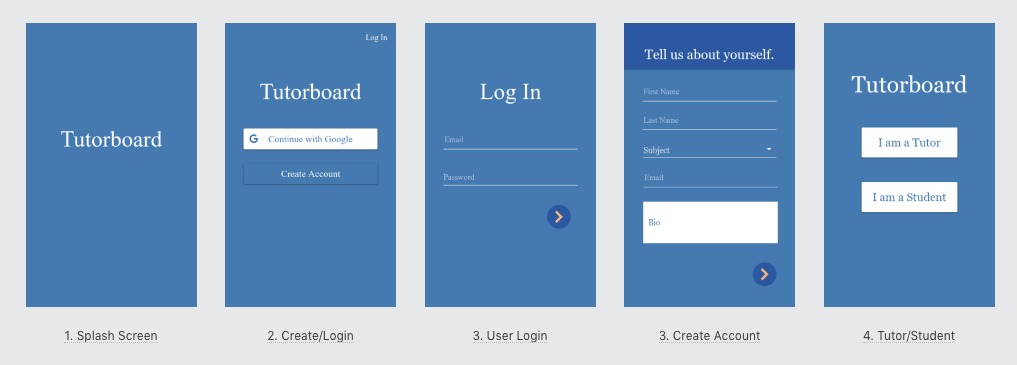 Tutorboard
1. Splash Screen
Log In
Tutorboard
G Continue with Google
Create Account
2. Create/Login
Log In
Email
Password
3. User Login
Tell us about yourself.
First Name
Last Name
Subject
Email
Bio
3. Create Account
Tutorboard
I am a Tutor
I am a Student
4. Tutor/Student